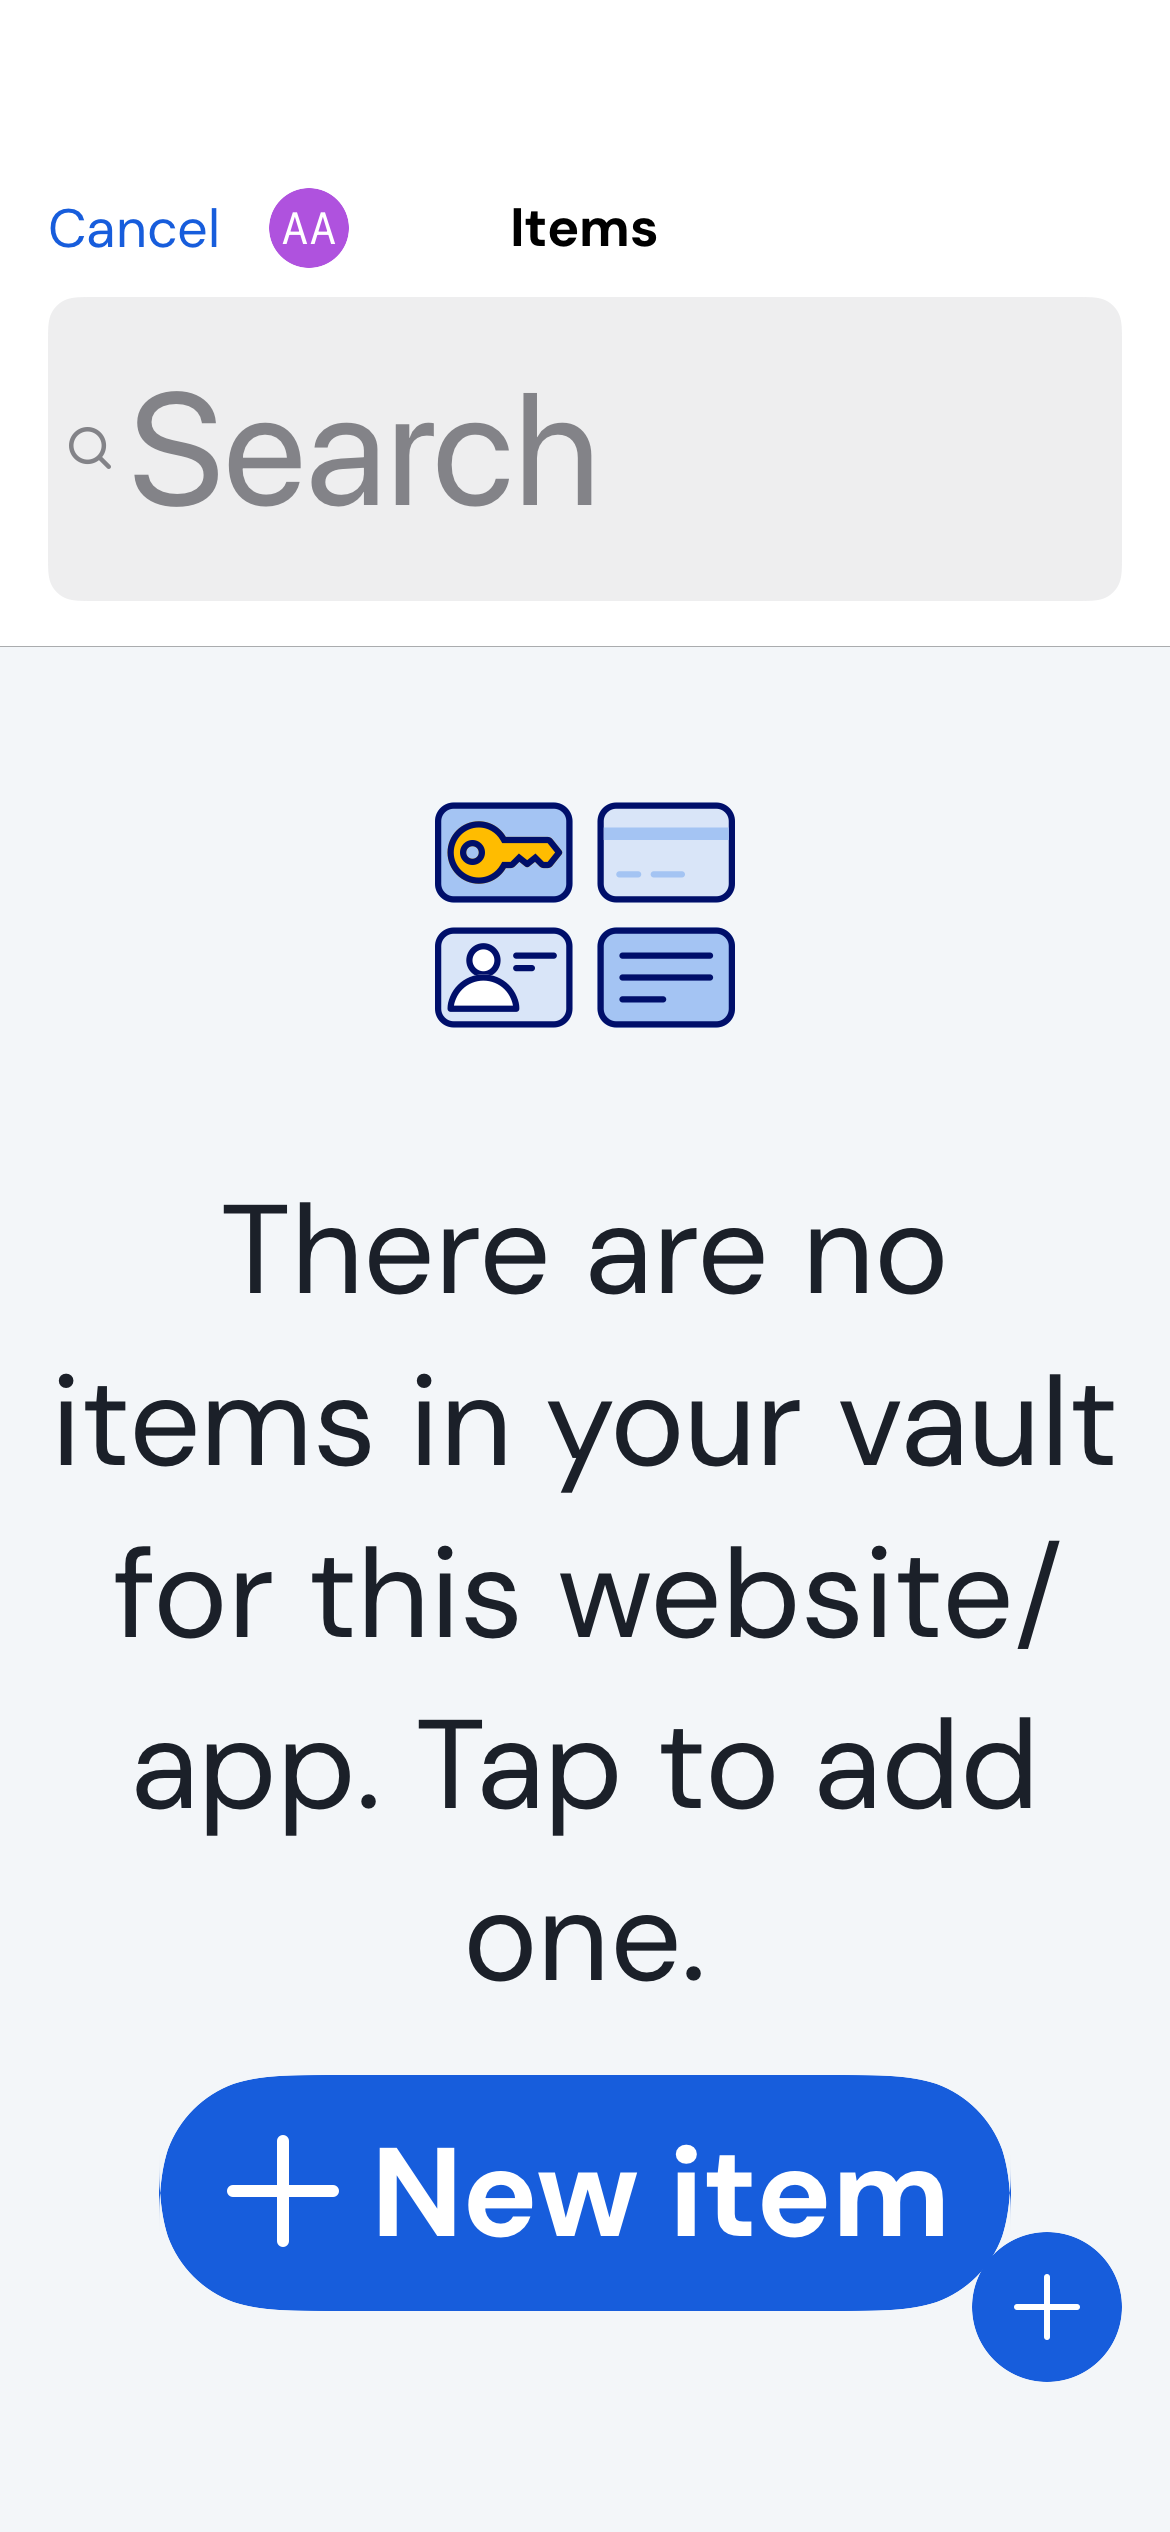 Cancel AA Items
Search
There are no
items in your vault
for this website/
app. Tap to add
one.
New item